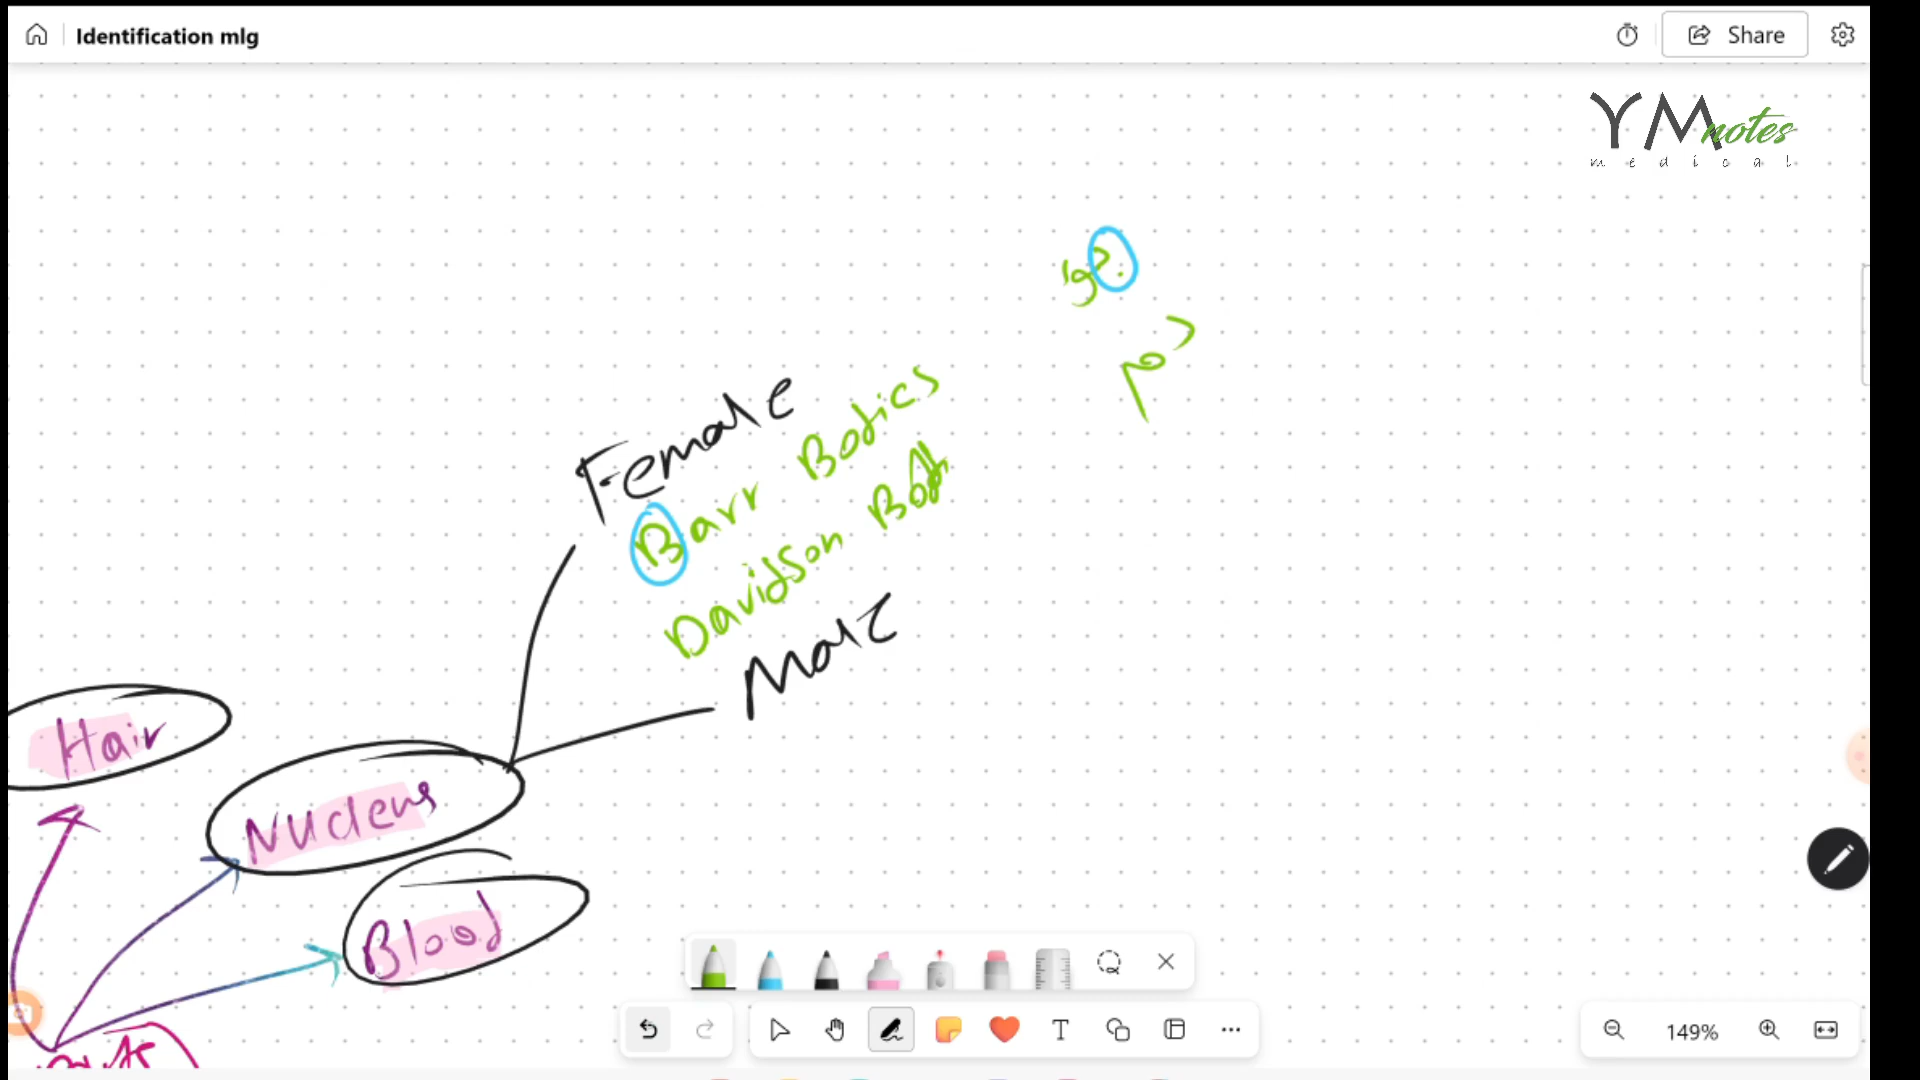 Identification mlg
Share
YM notes
medical
Female
Barr Bodies
Davidson Body
Male
Hair
Nucleus
Blood
149%